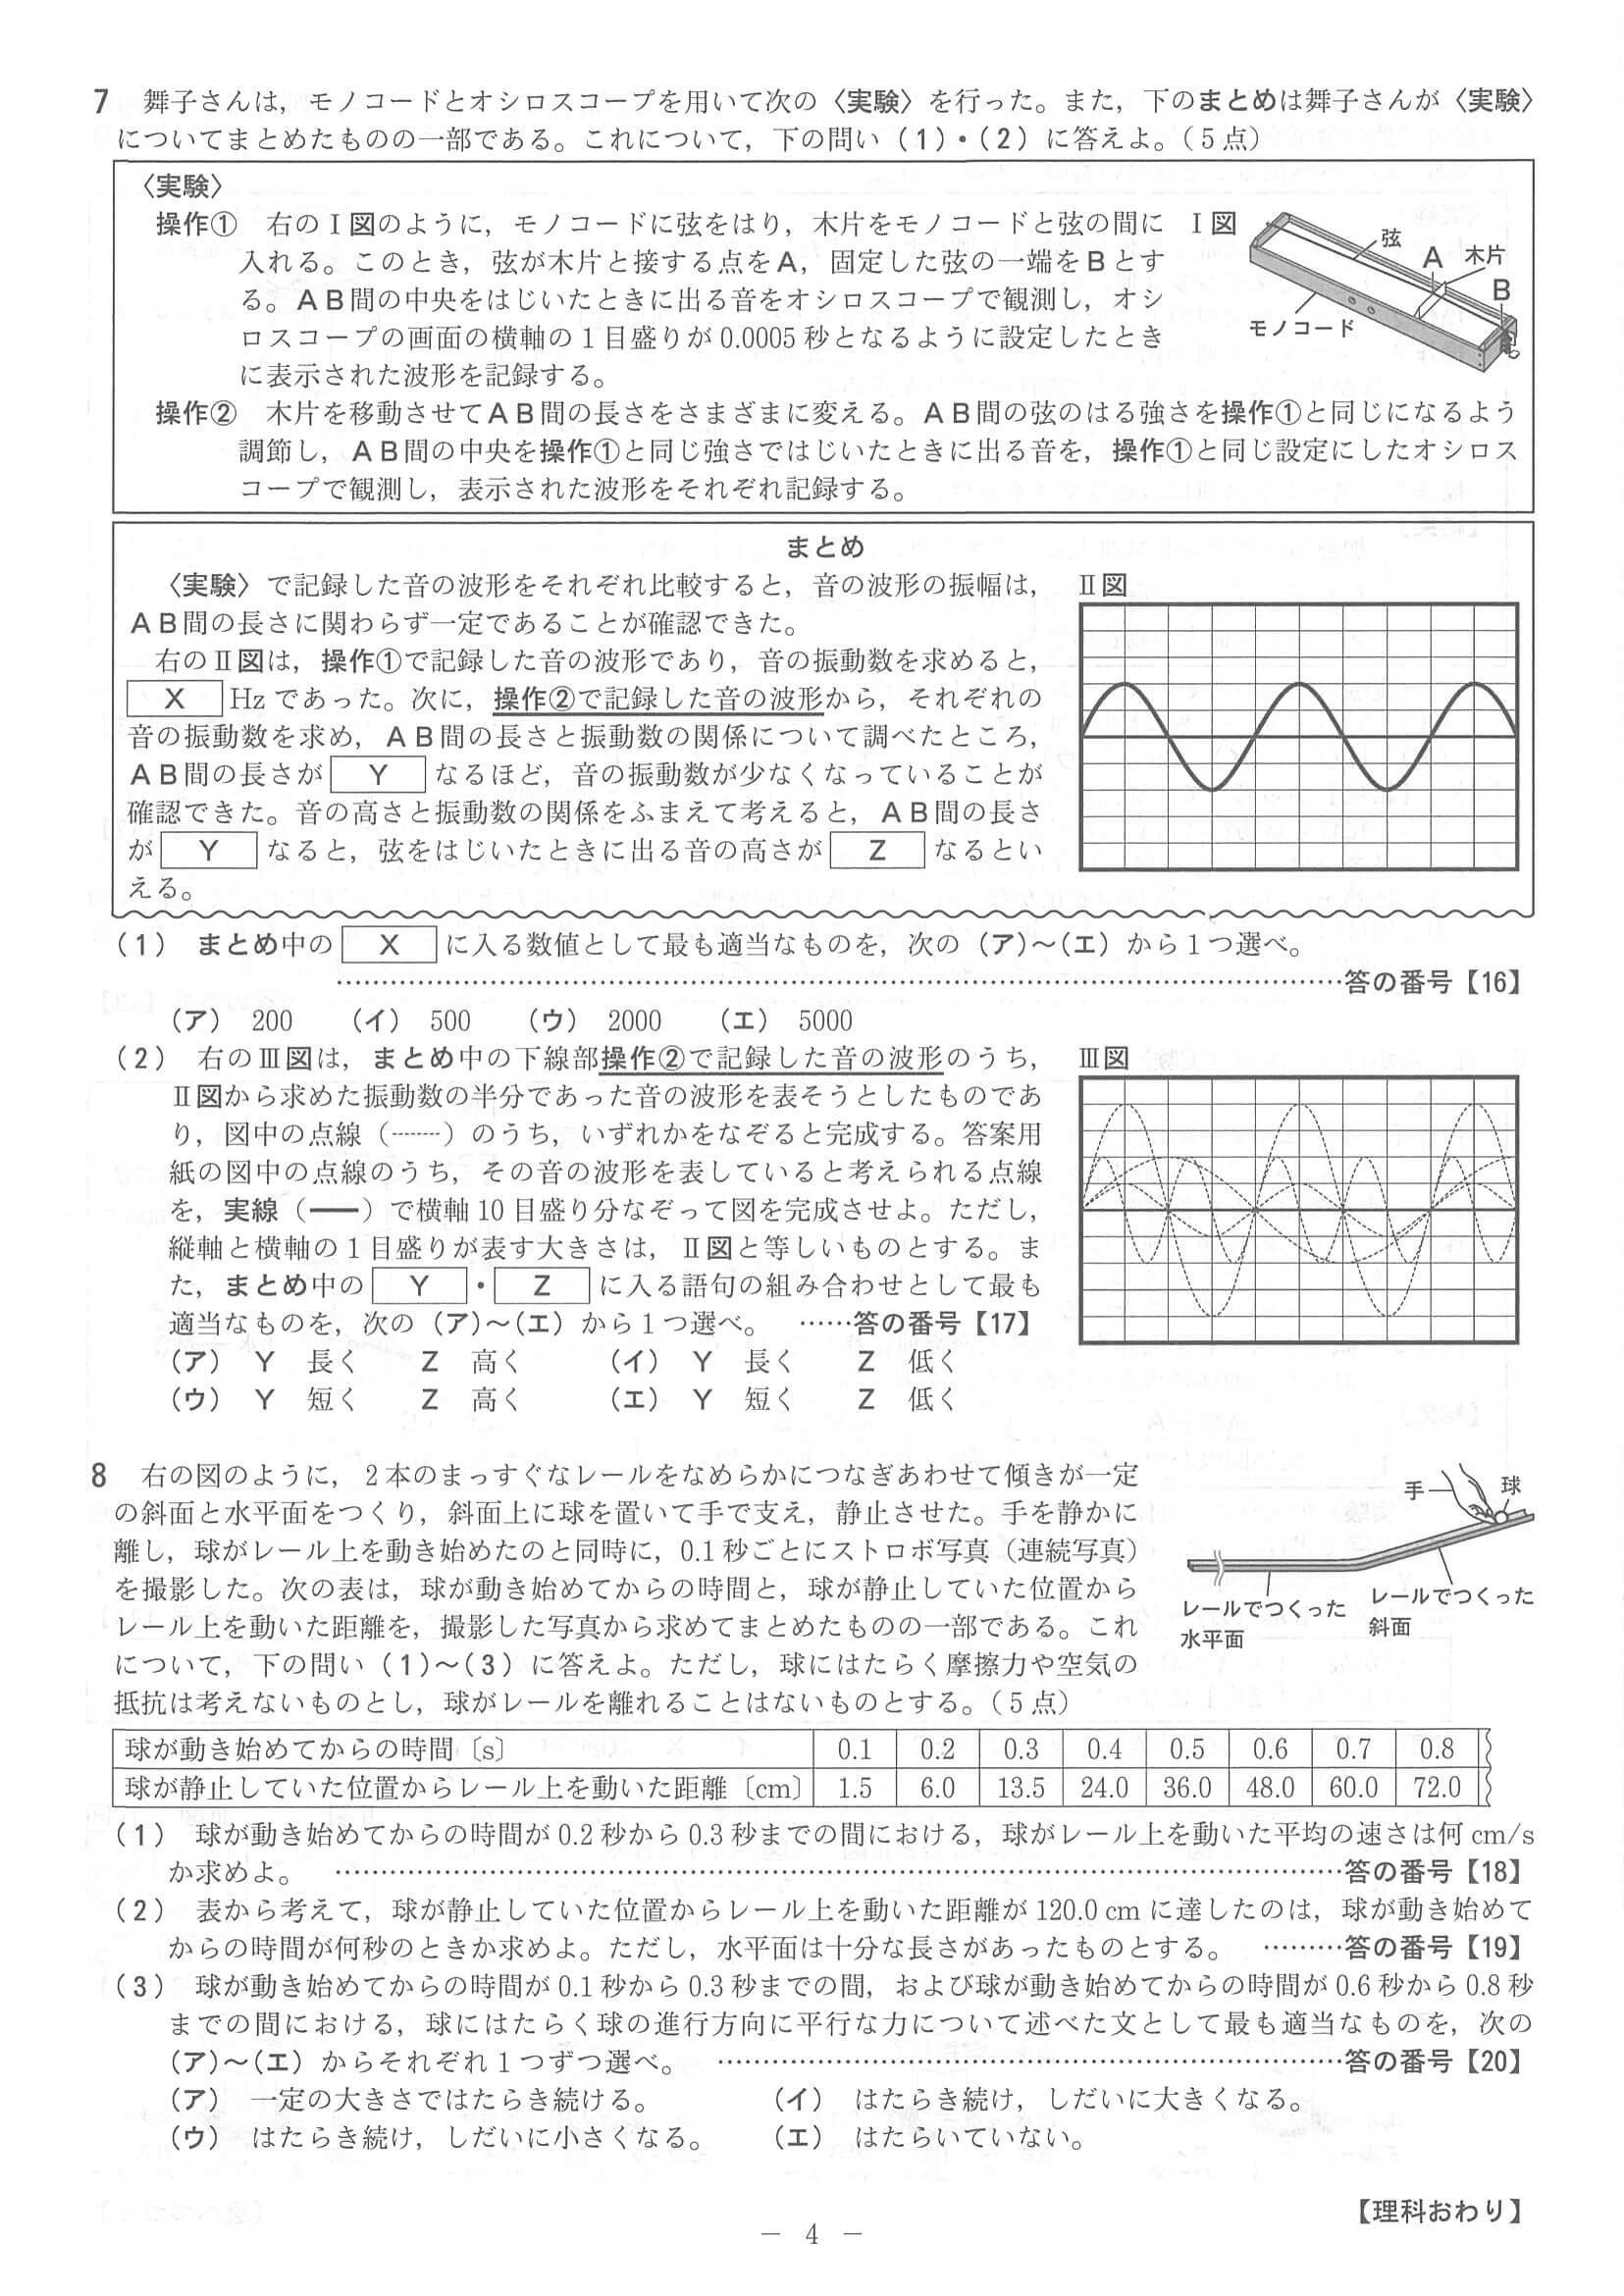 7　舞子さんは，モノコードとオシロスコープを用いて次の〈実験〉を行った。また，下のまとめは舞子さんが〈実験〉
についてまとめたものの一部である。これについて，下の問い（1）・（2）に答えよ。（5点）
〈実験〉
操作①　右のⅠ図のように，モノコードに弦をはり，木片をモノコードと弦の間に
入れる。このとき，弦が木片と接する点をA，固定した弦の一端をBとす
る。AB間の中央をはじいたときに出る音をオシロスコープで観測し，オシ
ロスコープの画面の横軸の1目盛りが0.0005秒となるように設定したとき
に表示された波形を記録する。
Ⅰ図
弦
A
木片
B
モノコード
操作②　木片を移動させてAB間の長さをさまざまに変える。AB間の弦のはる強さを操作①と同じになるよう
調節し，AB間の中央を操作①と同じ強さではじいたときに出る音を，操作①と同じ設定にしたオシロス
コープで観測し，表示された波形をそれぞれ記録する。
まとめ
〈実験〉で記録した音の波形をそれぞれ比較すると，音の波形の振幅は，
AB間の長さに関わらず一定であることが確認できた。
右のⅡ図は，操作①で記録した音の波形であり，音の振動数を求めると，
X Hzであった。次に，操作②で記録した音の波形から，それぞれの
音の振動数を求め，AB間の長さと振動数の関係について調べたところ，
AB間の長さが Y なるほど，音の振動数が少なくなっていることが
確認できた。音の高さと振動数の関係をふまえて考えると，AB間の長さ
が Y なると，弦をはじいたときに出る音の高さが Z なるとい
える。
Ⅱ図
（1）　まとめ中の X に入る数値として最も適当なものを，次の（ア）～（エ）から1つ選べ。
……答の番号【16】
（ア）　200　　（イ）　500　　（ウ）　2000　　（エ）　5000
（2）　右のⅢ図は，まとめ中の下線部操作②で記録した音の波形のうち，
Ⅱ図から求めた振動数の半分であった音の波形を表そうとしたものであ
り，図中の点線（-------）のうち，いずれかをなぞると完成する。答案用
紙の図中の点線のうち，その音の波形を表していると考えられる点線
を，実線（━━）で横軸10目盛り分なぞって図を完成させよ。ただし，
縦軸と横軸の1目盛りが表す大きさは，Ⅱ図と等しいものとする。ま
た，まとめ中の Y ・ Z に入る語句の組み合わせとして最も
適当なものを，次の（ア）～（エ）から1つ選べ。　……答の番号【17】
Ⅲ図
（ア）　Y　長く　　Z　高く　　（イ）　Y　長く　　Z　低く
（ウ）　Y　短く　　Z　高く　　（エ）　Y　短く　　Z　低く
8　右の図のように，2本のまっすぐなレールをなめらかにつなぎあわせて傾きが一定
の斜面と水平面をつくり，斜面上に球を置いて手で支え，静止させた。手を静かに
離し，球がレール上を動き始めたのと同時に，0.1秒ごとにストロボ写真（連続写真）
を撮影した。次の表は，球が動き始めてからの時間と，球が静止していた位置から
レール上を動いた距離を，撮影した写真から求めてまとめたものの一部である。これ
について，下の問い（1）～（3）に答えよ。ただし，球にはたらく摩擦力や空気の
抵抗は考えないものとし，球がレールを離れることはないものとする。（5点）
手
球
レールでつくった
水平面
レールでつくった
斜面
球が動き始めてからの時間〔s〕　0.1　0.2　0.3　0.4　0.5　0.6　0.7　0.8
球が静止していた位置からレール上を動いた距離〔cm〕　1.5　6.0　13.5　24.0　36.0　48.0　60.0　72.0
（1）　球が動き始めてからの時間が0.2秒から0.3秒までの間における，球がレール上を動いた平均の速さは何cm/s
か求めよ。　……答の番号【18】
（2）　表から考えて，球が静止していた位置からレール上を動いた距離が120.0cmに達したのは，球が動き始めて
からの時間が何秒のときか求めよ。ただし，水平面は十分な長さがあったものとする。　………答の番号【19】
（3）　球が動き始めてからの時間が0.1秒から0.3秒までの間，および球が動き始めてからの時間が0.6秒から0.8秒
までの間における，球にはたらく球の進行方向に平行な力について述べた文として最も適当なものを，次の
（ア）～（エ）からそれぞれ1つずつ選べ。　……答の番号【20】
（ア）　一定の大きさではたらき続ける。　　（イ）　はたらき続け，しだいに大きくなる。
（ウ）　はたらき続け，しだいに小さくなる。　　（エ）　はたらいていない。
【理科おわり】
－ 4 －